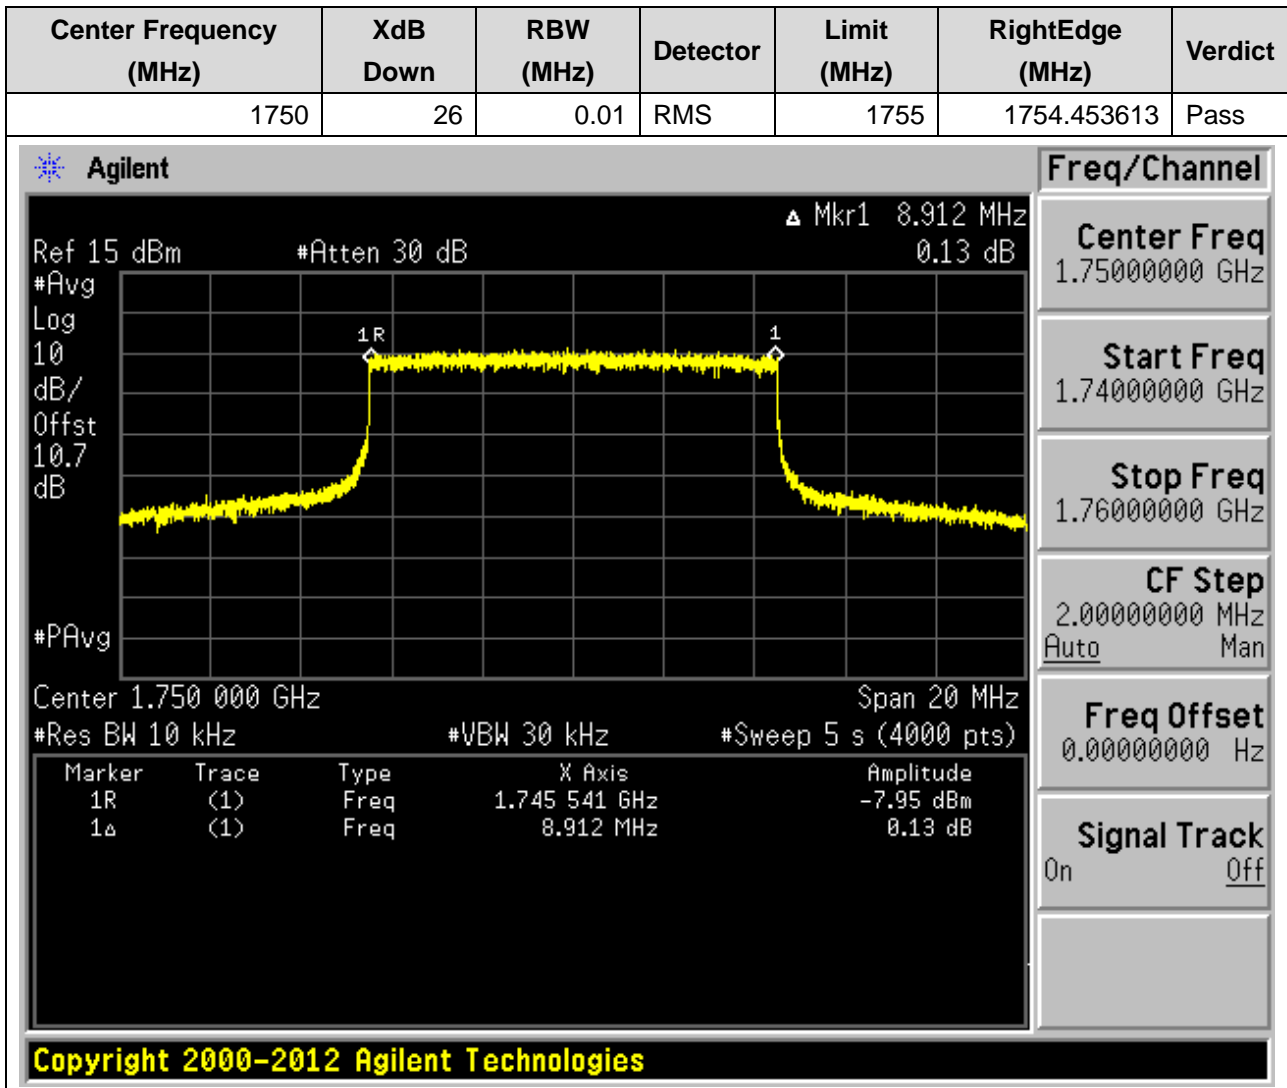 Center Frequency (MHz) XdB Down RBW (MHz) Detector Limit (MHz) RightEdge (MHz) Verdict
1750 26 0.01 RMS 1755 1754.453613 Pass
Agilent
Freq/Channel
Δ Mkr1 8.912 MHz
Ref 15 dBm #Atten 30 dB 0.13 dB
#Avg
Log
10
dB/
Offst
10.7
dB
#PAvg
1R
1
Center 1.750 000 GHz Span 20 MHz
#Res BW 10 kHz #VBW 30 kHz #Sweep 5 s (4000 pts)
Marker Trace Type X Axis Amplitude
1R (1) Freq 1.745 541 GHz -7.95 dBm
1Δ (1) Freq 8.912 MHz 0.13 dB
Center Freq
1.75000000 GHz
Start Freq
1.74000000 GHz
Stop Freq
1.76000000 GHz
CF Step
2.00000000 MHz
Auto Man
Freq Offset
0.00000000 Hz
Signal Track
On Off
Copyright 2000-2012 Agilent Technologies